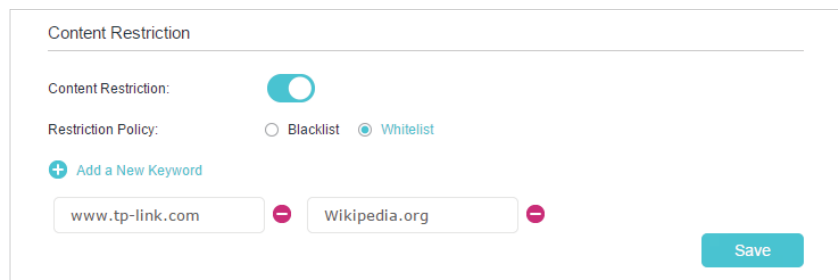 Content Restriction
Content Restriction:
Restriction Policy: Blacklist Whitelist
Add a New Keyword
www.tp-link.com Wikipedia.org
Save